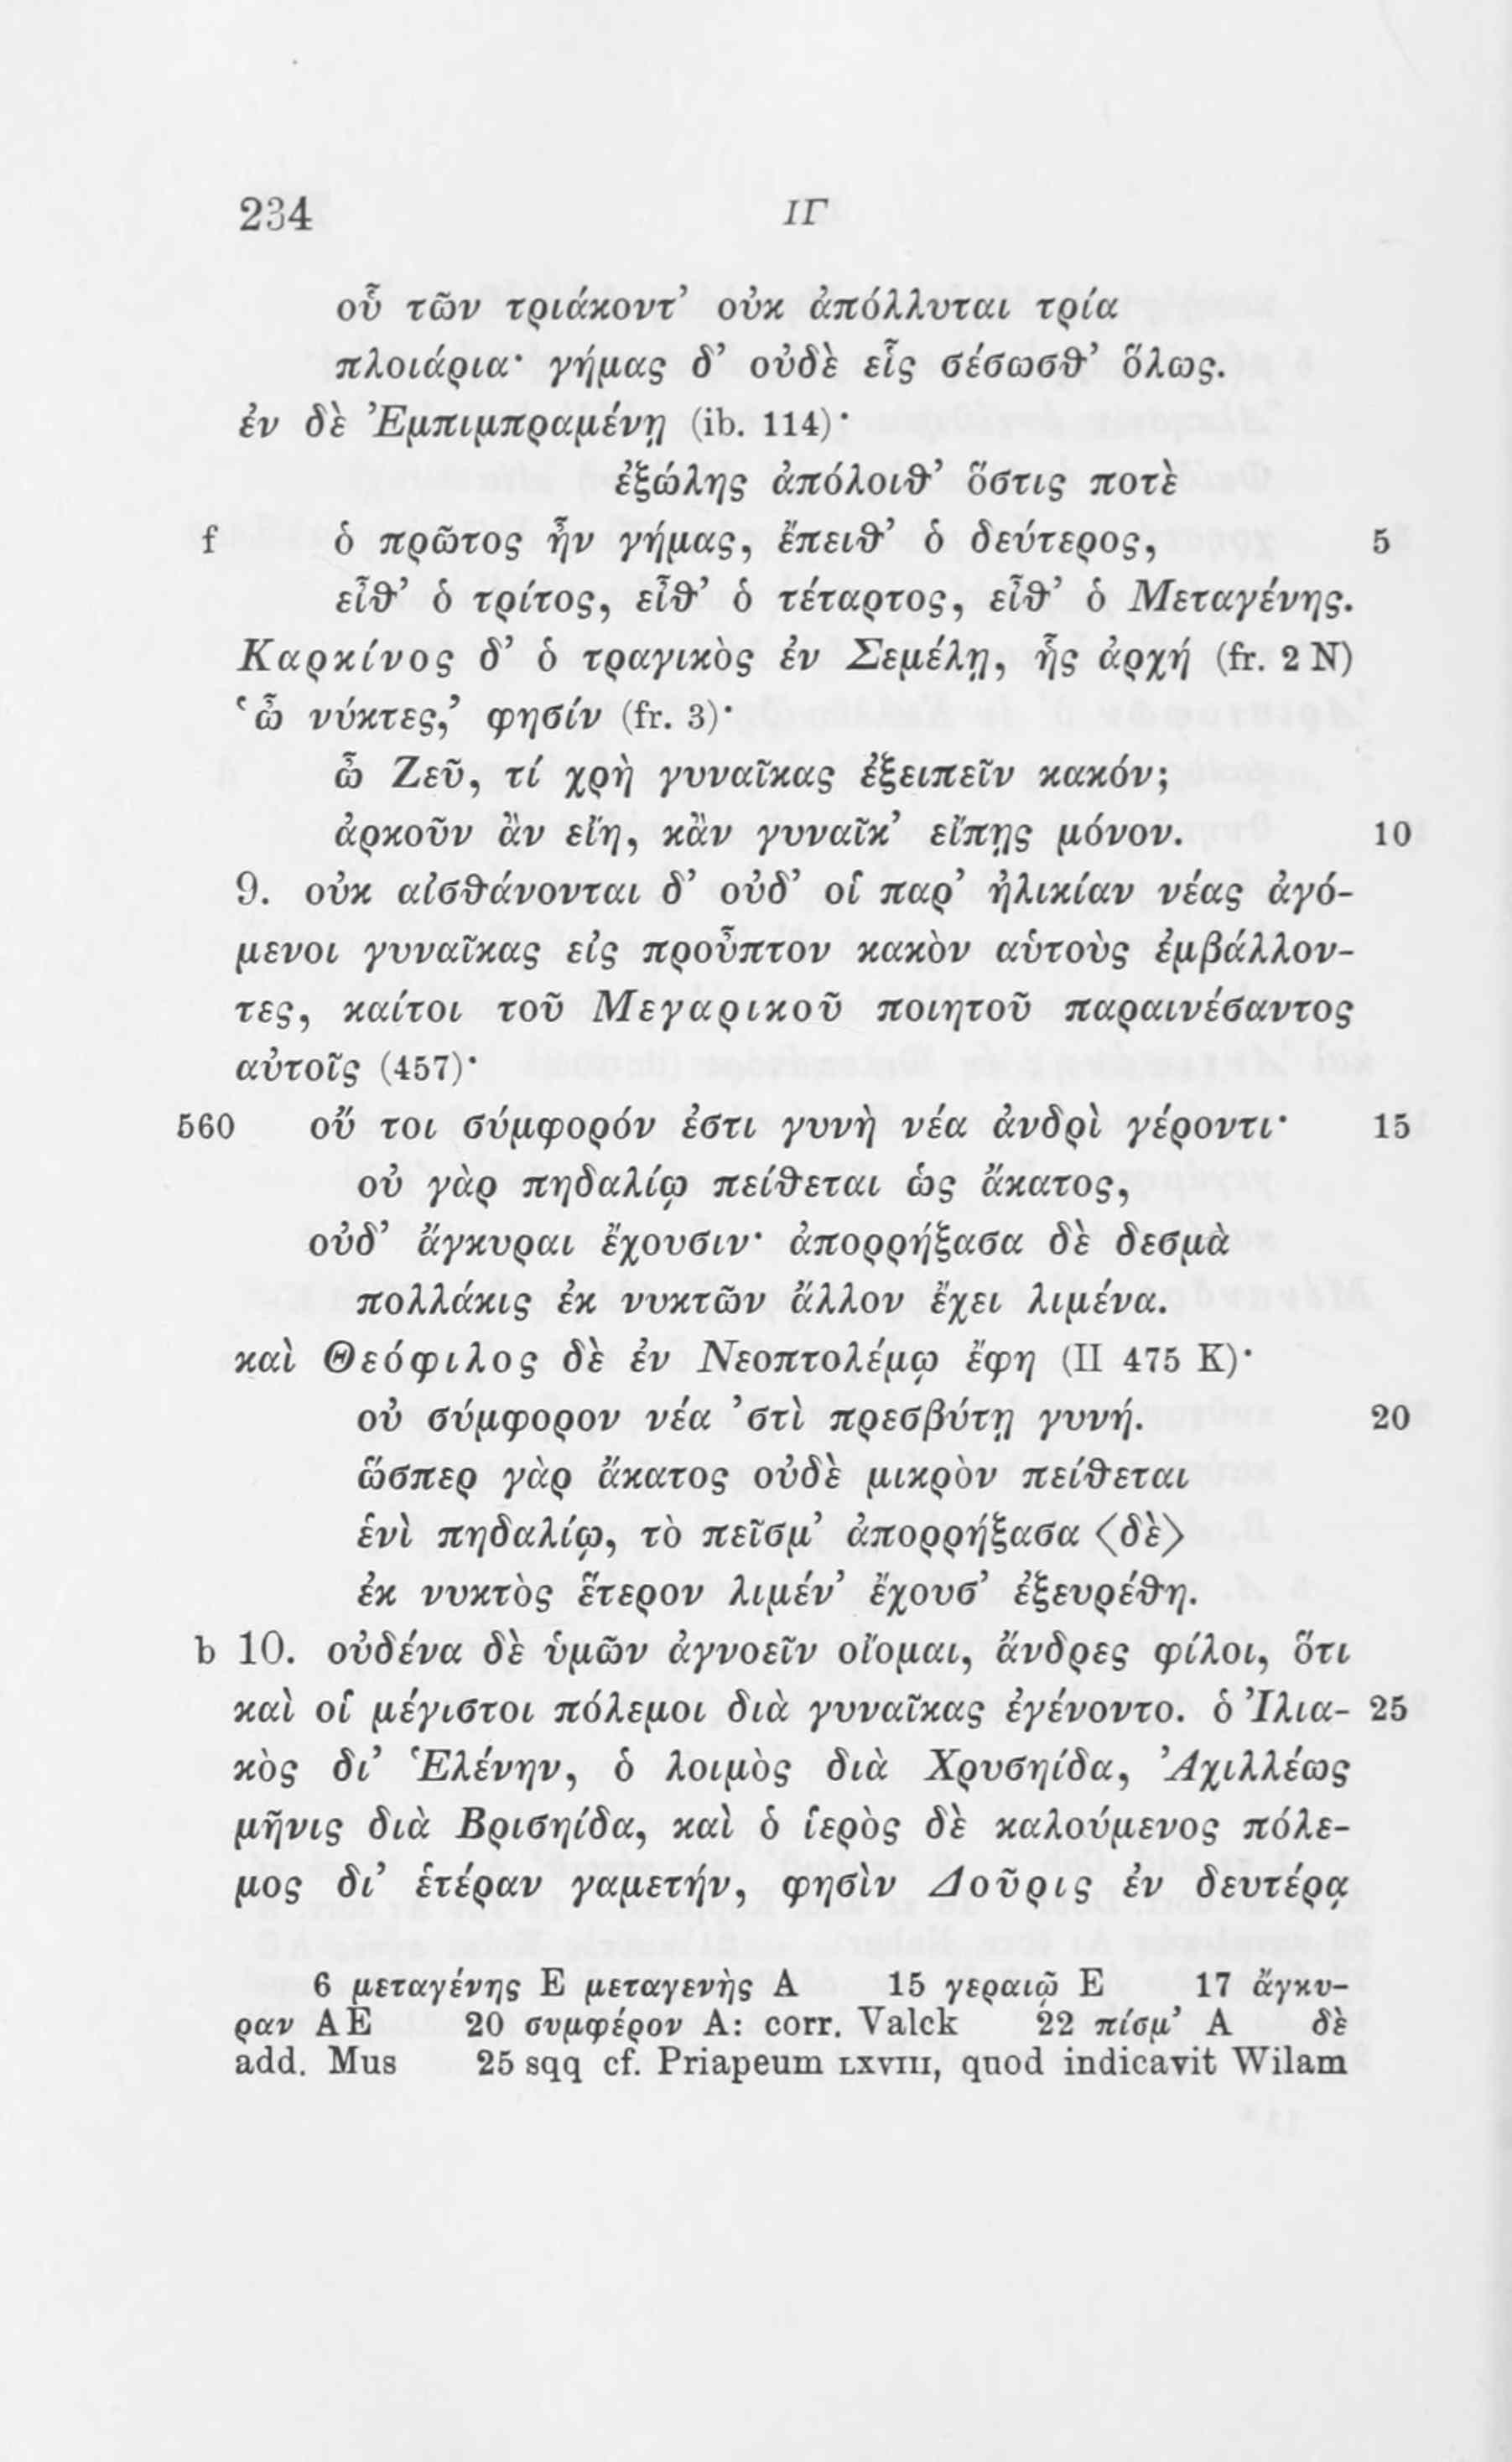 234 ΙΓ
οὗ τῶν τριάκοντ’ οὐκ ἀπόλλυται τρία
πλοιάρια· γήμας δ’ οὐδὲ εἷς σέσωσθ’ ὅλως.
ἐν δὲ Ἐμπιμπραμένῃ (ib. 114)·
ἐξώλης ἀπόλοιθ’ ὅστις ποτὲ
f ὁ πρῶτος ἦν γήμας, ἔπειθ’ ὁ δεύτερος, 5
εἶθ’ ὁ τρίτος, εἶθ’ ὁ τέταρτος, εἶθ’ ὁ Μεταγένης.
Καρκίνος δ’ ὁ τραγικὸς ἐν Σεμέλῃ, ἧς ἀρχή (fr. 2 N)
‘ὦ νύκτες,’ φησίν (fr. 3)·
ὦ Ζεῦ, τί χρὴ γυναῖκας ἐξειπεῖν κακόν;
ἀρκοῦν ἂν εἴη, κἂν γυναῖκ’ εἴπῃς μόνον. 10
9. οὐκ αἰσθάνονται δ’ οὐδ’ οἱ παρ’ ἡλικίαν νέας ἀγό-
μενοι γυναῖκας εἰς προῦπτον κακὸν αὑτοὺς ἐμβάλλον-
τες, καίτοι τοῦ Μεγαρικοῦ ποιητοῦ παραινέσαντος
αὐτοῖς (457)·
560 οὔ τοι σύμφορόν ἐστι γυνὴ νέα ἀνδρὶ γέροντι· 15
οὐ γὰρ πηδαλίῳ πείθεται ὡς ἄκατος,
οὐδ’ ἄγκυραι ἔχουσιν· ἀπορρήξασα δὲ δεσμὰ
πολλάκις ἐκ νυκτῶν ἄλλον ἔχει λιμένα.
καὶ Θεόφιλος δὲ ἐν Νεοπτολέμῳ ἔφη (II 475 K)·
οὐ σύμφορον νέα ’στὶ πρεσβύτῃ γυνή. 20
ὥσπερ γὰρ ἄκατος οὐδὲ μικρὸν πείθεται
ἑνὶ πηδαλίῳ, τὸ πεῖσμ’ ἀπορρήξασα ⟨δὲ⟩
ἐκ νυκτὸς ἕτερον λιμέν’ ἔχουσ’ ἐξευρέθη.
b 10. οὐδένα δὲ ὑμῶν ἀγνοεῖν οἴομαι, ἄνδρες φίλοι, ὅτι
καὶ οἱ μέγιστοι πόλεμοι διὰ γυναῖκας ἐγένοντο. ὁ Ἰλια- 25
κὸς δι’ Ἑλένην, ὁ λοιμὸς διὰ Χρυσηίδα, Ἀχιλλέως
μῆνις διὰ Βρισηίδα, καὶ ὁ ἱερὸς δὲ καλούμενος πόλε-
μος δι’ ἑτέραν γαμετήν, φησὶν Δοῦρις ἐν δευτέρᾳ
6 μεταγένης E μεταγενὴς A 15 γεραιῷ E 17 ἄγκυ-
ραν A E 20 συμφέρον A: corr. Valck 22 πίσμ’ A δὲ
add. Mus 25 sqq cf. Priapeum LXVIII, quod indicavit Wilam